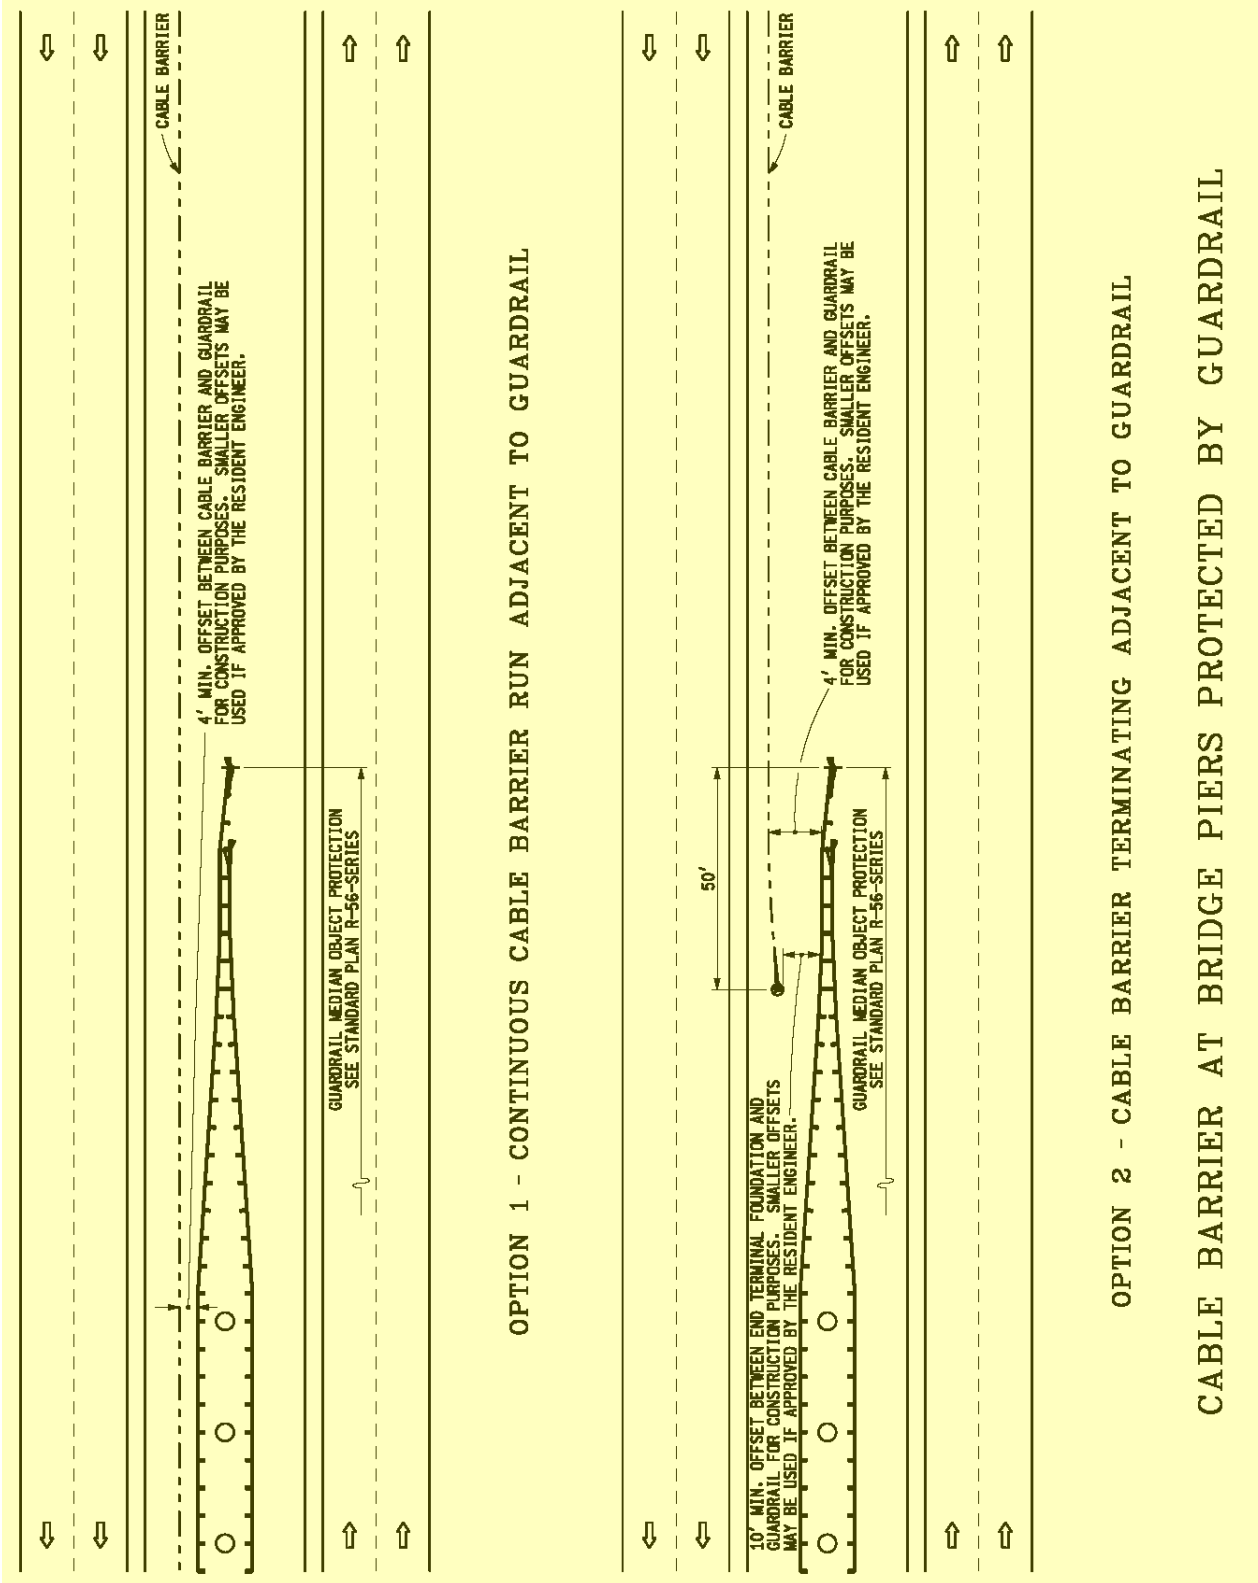 CABLE BARRIER
4' MIN. OFFSET BETWEEN CABLE BARRIER AND GUARDRAIL
FOR CONSTRUCTION PURPOSES. SMALLER OFFSETS MAY BE
USED IF APPROVED BY THE RESIDENT ENGINEER.
GUARDRAIL MEDIAN OBJECT PROTECTION
SEE STANDARD PLAN R-56-SERIES
OPTION 1 - CONTINUOUS CABLE BARRIER RUN ADJACENT TO GUARDRAIL
CABLE BARRIER
50'
4' MIN. OFFSET BETWEEN CABLE BARRIER AND GUARDRAIL
FOR CONSTRUCTION PURPOSES. SMALLER OFFSETS MAY BE
USED IF APPROVED BY THE RESIDENT ENGINEER.
10' MIN. OFFSET BETWEEN END TERMINAL FOUNDATION AND
GUARDRAIL FOR CONSTRUCTION PURPOSES. SMALLER OFFSETS
MAY BE USED IF APPROVED BY THE RESIDENT ENGINEER.
GUARDRAIL MEDIAN OBJECT PROTECTION
SEE STANDARD PLAN R-56-SERIES
OPTION 2 - CABLE BARRIER TERMINATING ADJACENT TO GUARDRAIL
CABLE BARRIER AT BRIDGE PIERS PROTECTED BY GUARDRAIL